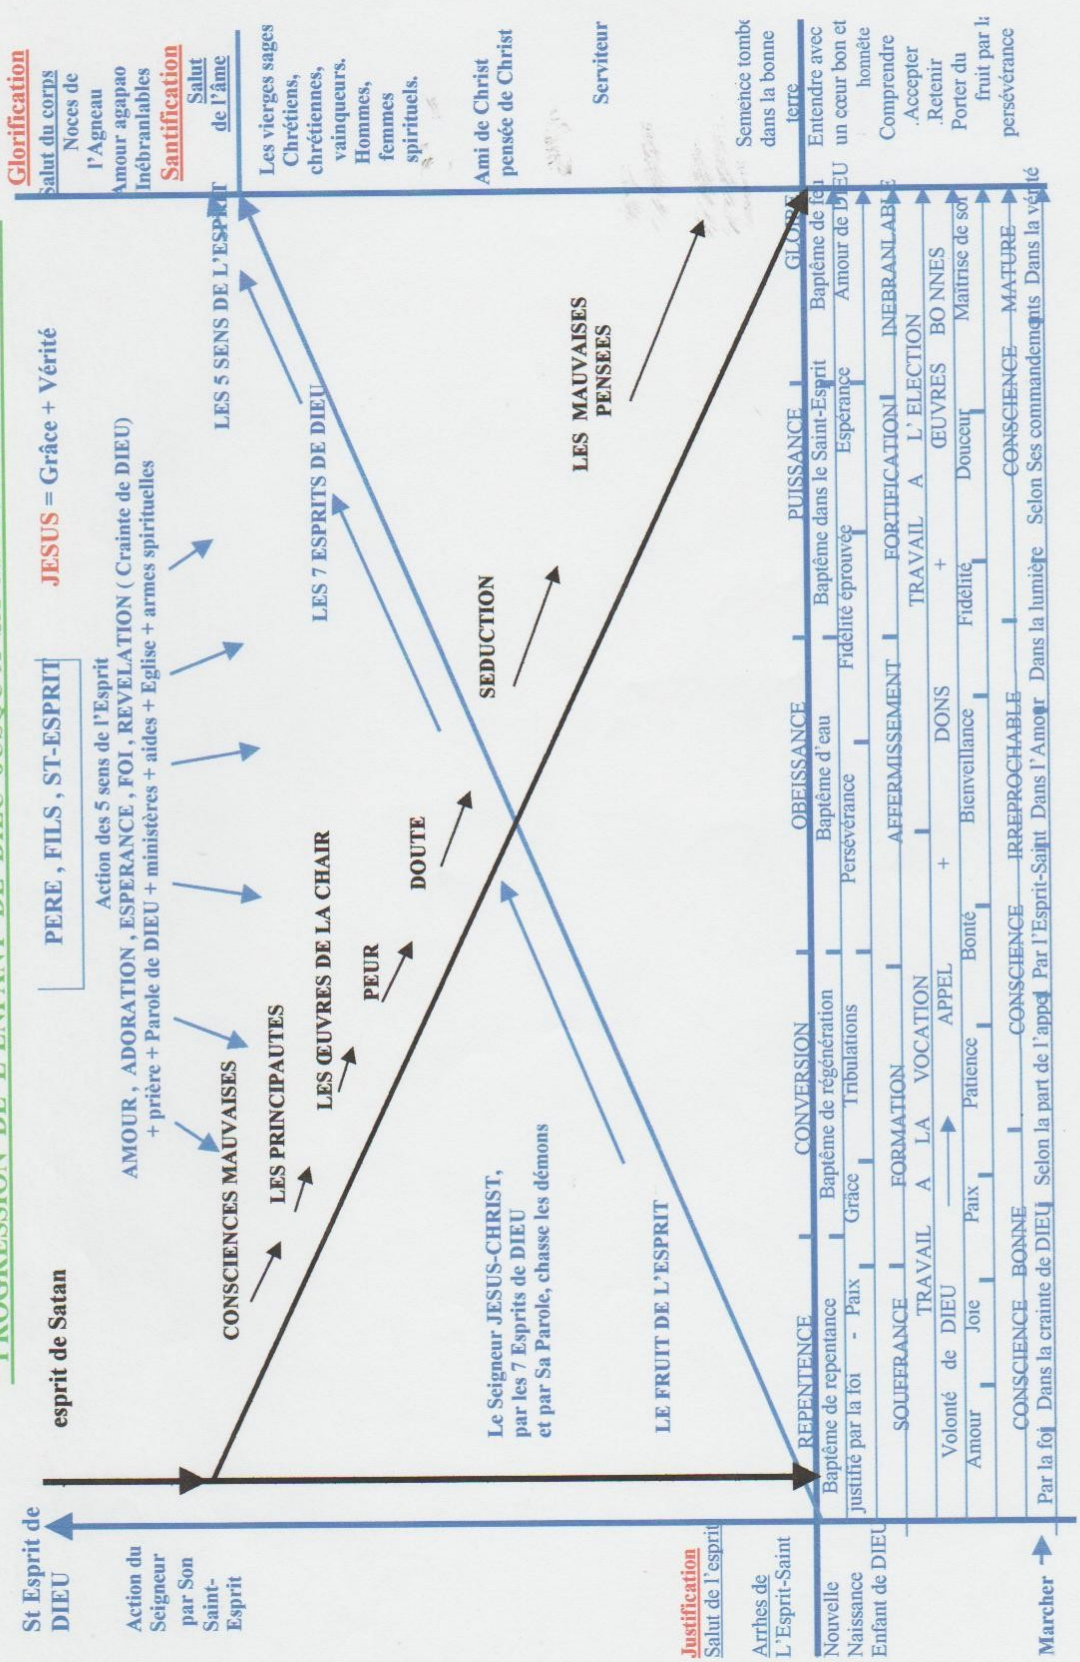 PROGRESSION DE L'ENFANT DE DIEU
St Esprit de
DIEU
esprit de Satan
PERE , FILS , ST-ESPRIT
JESUS = Grâce + Vérité
Glorification
Salut du corps
Noces de
l'Agneau
Amour agapao
Inébranlables
Santification
Salut
de l'âme
Action du
Seigneur
par Son
Saint-
Esprit
Action des 5 sens de l'Esprit
AMOUR , ADORATION , ESPERANCE , FOI , REVELATION ( Crainte de DIEU)
+ prière + Parole de DIEU + ministères + aides + Eglise + armes spirituelles
CONSCIENCES MAUVAISES
LES PRINCIPAUTES
LES ŒUVRES DE LA CHAIR
PEUR
DOUTE
SEDUCTION
LES MAUVAISES
PENSEES
LES 5 SENS DE L'ESPRIT
LES 7 ESPRITS DE DIEU
Les vierges sages
Chrétiens,
chrétiennes,
vainqueurs.
Hommes,
femmes
spirituels.
Ami de Christ
pensée de Christ
Serviteur
Le Seigneur JESUS-CHRIST,
par les 7 Esprits de DIEU
et par Sa Parole, chasse les démons
LE FRUIT DE L'ESPRIT
Justification
Salut de l'esprit
Arrhes de
L'Esprit-Saint
Semence tombe
dans la bonne
terre
REPENTENCE CONVERSION OBEISSANCE PUISSANCE GLOIRE
Nouvelle
Naissance
Enfant de DIEU
Baptême de repentance Baptême de régénération Baptême d'eau Baptême dans le Saint-Esprit Baptême de feu
justifié par la foi - Paix Grâce Tribulations Persévérance Fidélité éprouvée Espérance Amour de DIEU
SOUFFRANCE FORMATION AFFERMISSEMENT FORTIFICATION INEBRANLABLE
TRAVAIL A LA VOCATION TRAVAIL A L' ELECTION
Volonté de DIEU APPEL + DONS + ŒUVRES BO NNES
Amour Joie Paix Patience Bonté Bienveillance Fidélité Douceur Maîtrise de soi
CONSCIENCE BONNE CONSCIENCE IRREPROCHABLE CONSCIENCE MATURE
Marcher Par la foi Dans la crainte de DIEU Selon la part de l'appel Par l'Esprit-Saint Dans l'Amour Dans la lumière Selon Ses commandements Dans la vérité
Entendre avec
un cœur bon et
honnête
Comprendre
.Accepter
.Retenir
Porter du
fruit par la
persévérance